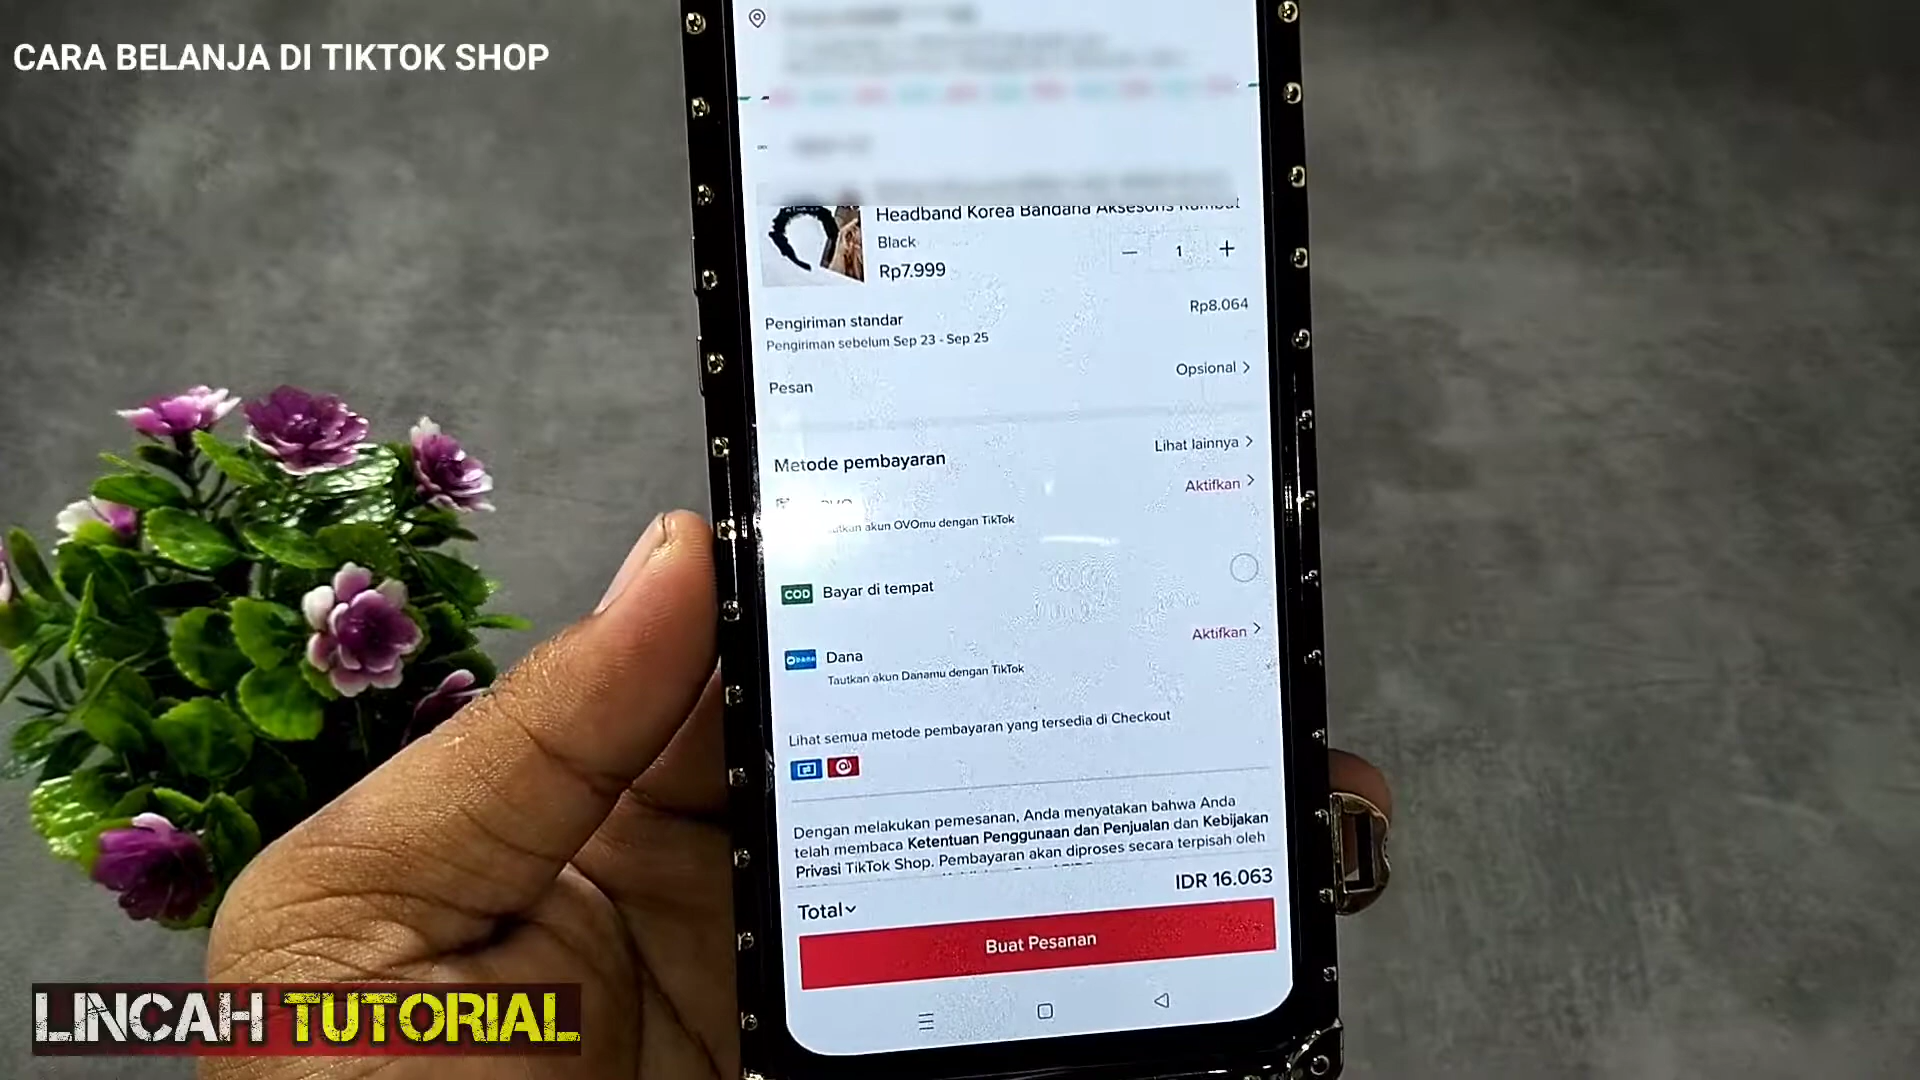 CARA BELANJA DI TIKTOK SHOP
Headband Korea Bandana Aksesoris Rambut
Black
Rp7.999
1
Pengiriman standar
Rp8.064
Pengiriman sebelum Sep 23 - Sep 25
Pesan
Opsional
Metode pembayaran
Lihat lainnya
Aktifkan
akun OVOmu dengan TikTok
COD Bayar di tempat
DANA Dana
Aktifkan
Tautkan akun Danamu dengan TikTok
Lihat semua metode pembayaran yang tersedia di Checkout
Dengan melakukan pemesanan, Anda menyatakan bahwa Anda
telah membaca Ketentuan Penggunaan dan Penjualan dan Kebijakan
Privasi TikTok Shop. Pembayaran akan diproses secara terpisah oleh
IDR 16.063
Total
Buat Pesanan
LINCAH TUTORIAL